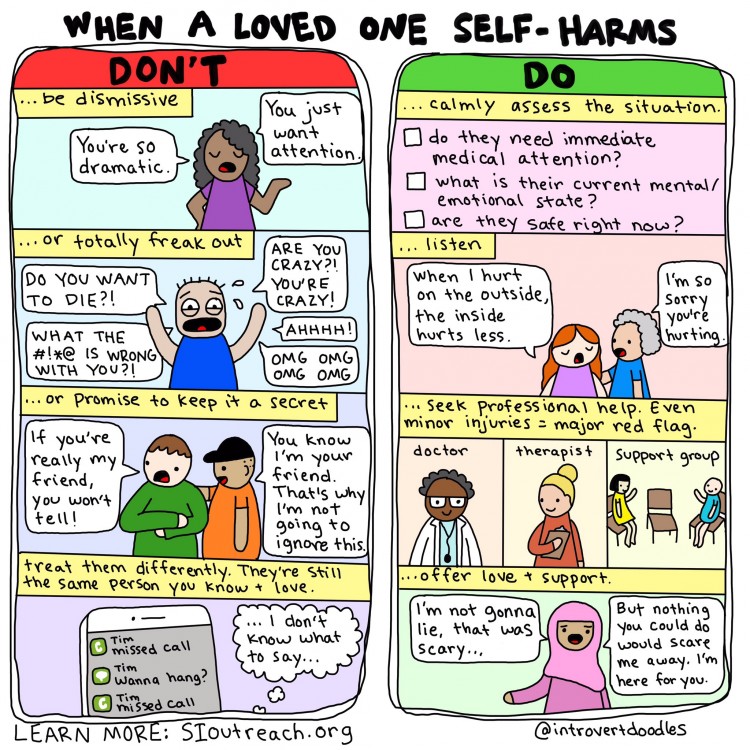 WHEN A LOVED ONE SELF-HARMS
DON'T
...be dismissive
You're so
dramatic.
You just
want
attention.
...or totally freak out
DO YOU WANT
TO DIE?!
ARE YOU
CRAZY?!
YOU'RE
CRAZY!
WHAT THE
#!*@ IS WRONG
WITH YOU?!
AHHHH!
OMG OMG
OMG OMG
...or promise to keep it a secret
If you're
really my
friend,
you won't
tell!
You know
I'm your
friend.
That's why
I'm not
going to
ignore this.
treat them differently. They're still
the same person you know + love.
Tim
missed call
Tim
Wanna hang?
Tim
missed call
...I don't
know what
to say...
DO
...calmly assess the situation.
do they need immediate
medical attention?
what is their current mental/
emotional state?
are they safe right now?
...listen
When I hurt
on the outside,
the inside
hurts less.
I'm so
sorry
you're
hurting.
...seek professional help. Even
minor injuries = major red flag.
doctor
therapist
support group
...offer love + support.
I'm not gonna
lie, that was
scary...
But nothing
you could do
would scare
me away. I'm
here for you.
LEARN MORE: SIoutreach.org
@introvertdoodles